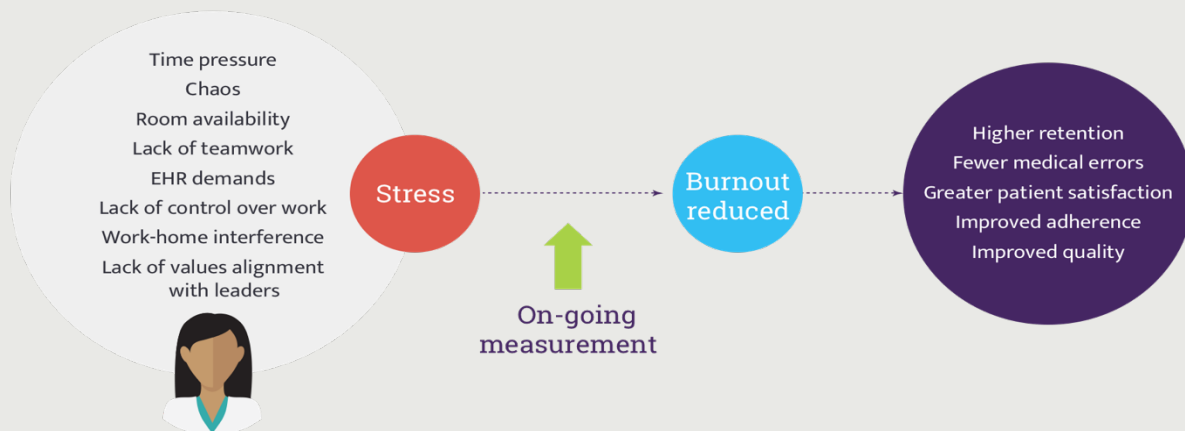 Time pressure
Chaos
Room availability
Lack of teamwork
EHR demands
Lack of control over work
Work-home interference
Lack of values alignment
with leaders
Stress
On-going
measurement
Burnout
reduced
Higher retention
Fewer medical errors
Greater patient satisfaction
Improved adherence
Improved quality